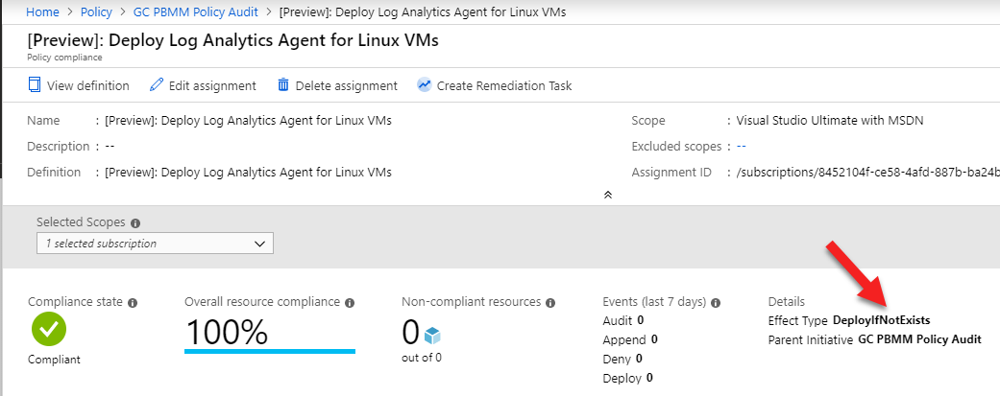 Home > Policy > GC PBMM Policy Audit > [Preview]: Deploy Log Analytics Agent for Linux VMs
[Preview]: Deploy Log Analytics Agent for Linux VMs
Policy compliance
View definition Edit assignment Delete assignment Create Remediation Task
Name : [Preview]: Deploy Log Analytics Agent for Linux VMs
Scope : Visual Studio Ultimate with MSDN
Description : --
Excluded scopes : --
Definition : [Preview]: Deploy Log Analytics Agent for Linux VMs
Assignment ID : /subscriptions/8452104f-ce58-4afd-887b-ba24b
Selected Scopes
1 selected subscription
Compliance state
Compliant
Overall resource compliance
100%
Non-compliant resources
0
out of 0
Events (last 7 days)
Audit 0
Append 0
Deny 0
Deploy 0
Details
Effect Type DeployIfNotExists
Parent Initiative GC PBMM Policy Audit